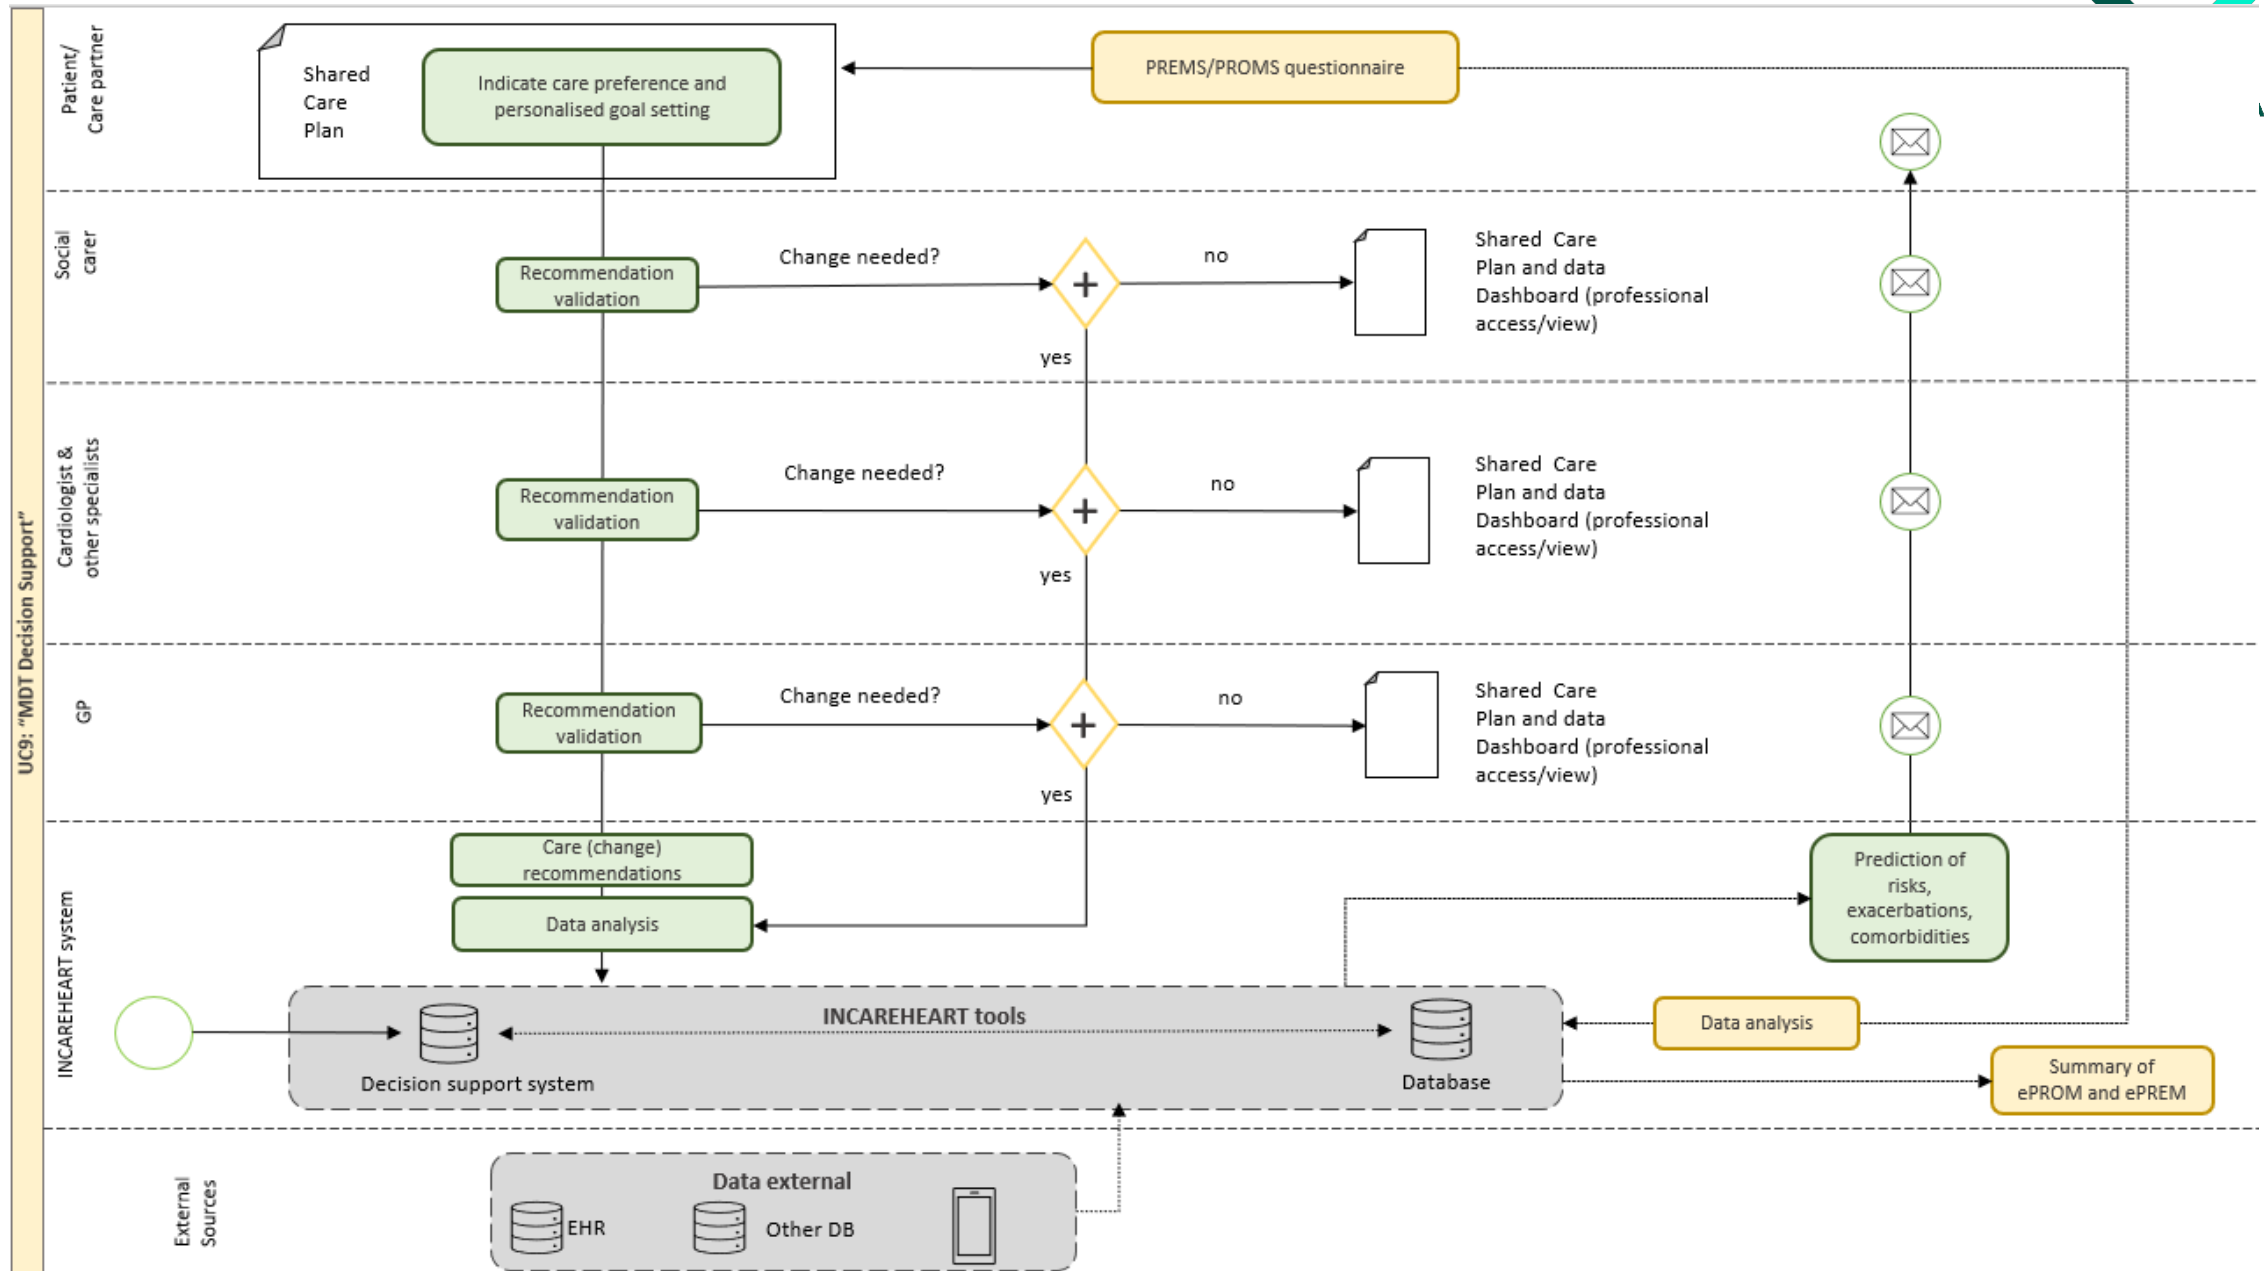 UC9: "MDT Decision Support"
Patient/
Care partner
Shared
Care
Plan
Indicate care preference and
personalised goal setting
PREMS/PROMS questionnaire
Social
carer
Recommendation
validation
Change needed?
no
yes
Shared Care
Plan and data
Dashboard (professional
access/view)
Cardiologist &
other specialists
Recommendation
validation
Change needed?
no
yes
Shared Care
Plan and data
Dashboard (professional
access/view)
GP
Recommendation
validation
Change needed?
no
yes
Shared Care
Plan and data
Dashboard (professional
access/view)
INCAREHEART system
Care (change)
recommendations
Data analysis
Prediction of
risks,
exacerbations,
comorbidities
INCAREHEART tools
Decision support system
Database
Data analysis
Summary of
ePROM and ePREM
External
Sources
Data external
EHR
Other DB